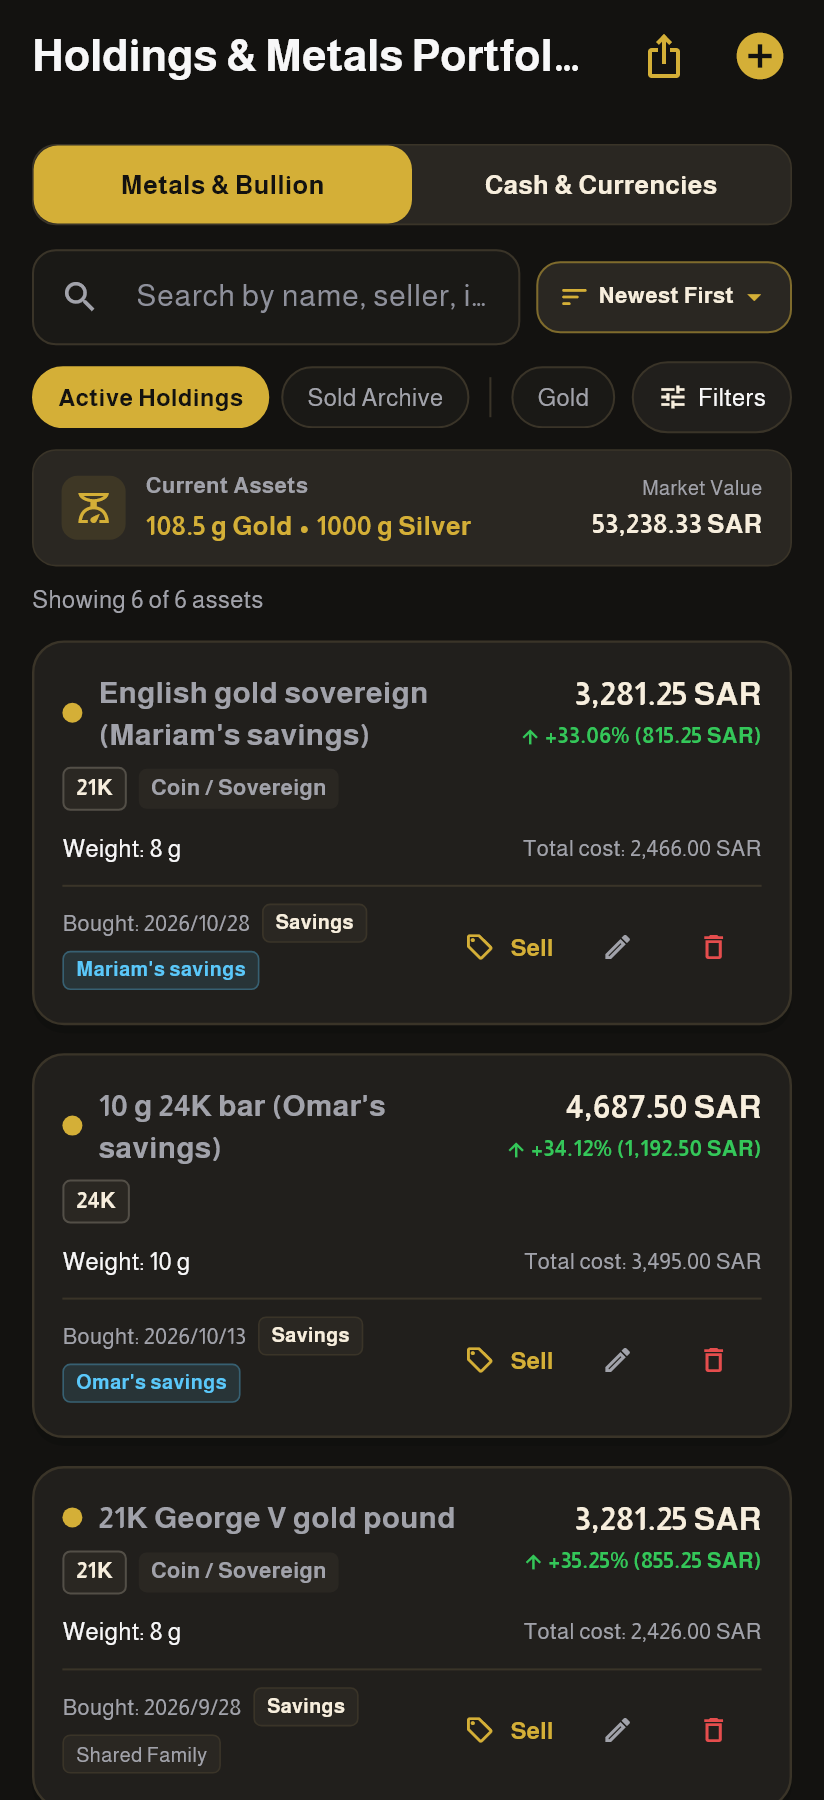 Holdings & Metals Portfol...
Metals & Bullion
Cash & Currencies
Search by name, seller, i...
Newest First
Active Holdings
Sold Archive
Gold
Filters
Current Assets
108.5 g Gold • 1000 g Silver
Market Value
53,238.33 SAR
Showing 6 of 6 assets
English gold sovereign
(Mariam's savings)
3,281.25 SAR
+33.06% (815.25 SAR)
21K
Coin / Sovereign
Weight: 8 g
Total cost: 2,466.00 SAR
Bought: 2026/10/28
Savings
Mariam's savings
Sell
10 g 24K bar (Omar's
savings)
4,687.50 SAR
+34.12% (1,192.50 SAR)
24K
Weight: 10 g
Total cost: 3,495.00 SAR
Bought: 2026/10/13
Savings
Omar's savings
Sell
21K George V gold pound
3,281.25 SAR
+35.25% (855.25 SAR)
21K
Coin / Sovereign
Weight: 8 g
Total cost: 2,426.00 SAR
Bought: 2026/9/28
Savings
Shared Family
Sell